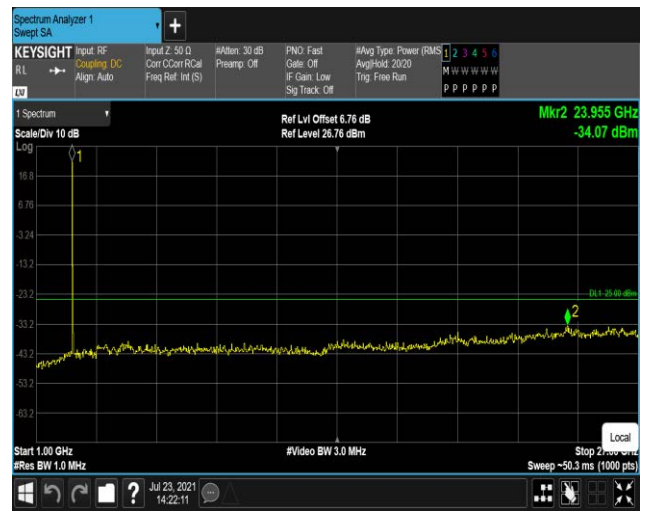 Spectrum Analyzer 1
Swept SA
KEYSIGHT
RL
LXI
Input: RF
Coupling: DC
Align: Auto
Input Z: 50 Ω
Corr CCorr RCal
Freq Ref: Int (S)
#Atten: 30 dB
Preamp: Off
PNO: Fast
Gate: Off
IF Gain: Low
Sig Track: Off
#Avg Type: Power (RMS
Avg|Hold: 20/20
Trig: Free Run
1 2 3 4 5 6
M W W W W W
P P P P P P
1 Spectrum
Scale/Div 10 dB
Log
Ref Lvl Offset 6.76 dB
Ref Level 26.76 dBm
Mkr2 23.955 GHz
-34.07 dBm
1
16.8
6.76
-3.24
-13.2
-23.2
DL1 -25.00 dBm
2
-33.2
-43.2
-53.2
-63.2
Local
Start 1.00 GHz
#Video BW 3.0 MHz
Stop 27.00 GHz
#Res BW 1.0 MHz
Sweep ~50.3 ms (1000 pts)
?
Jul 23, 2021
14:22:11